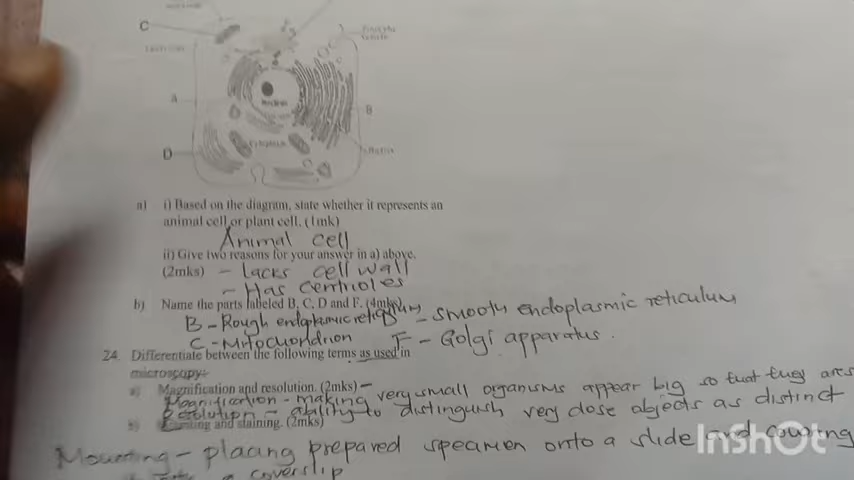 C
A
B
D
Nucleus
a) i) Based on the diagram, state whether it represents an
animal cell or plant cell. (1mk)
Animal cell
ii) Give two reasons for your answer in a) above.
(2mks) - Lacks cell wall
- Has centrioles
b) Name the parts labeled B, C, D and F. (4mks)
B - Rough endoplasmic reticulum - smooth endoplasmic reticulum
C - Mitochondrion F - Golgi apparatus.
24. Differentiate between the following terms as used in
microscopy:-
a) Magnification and resolution. (2mks) -
Magnification - making very small organisms appear big so that they are s
Resolution - ability to distinguish very close objects as distinct
b) and staining. (2mks)
Mounting - placing prepared specimen onto a slide and covering
a coverslip
InShot